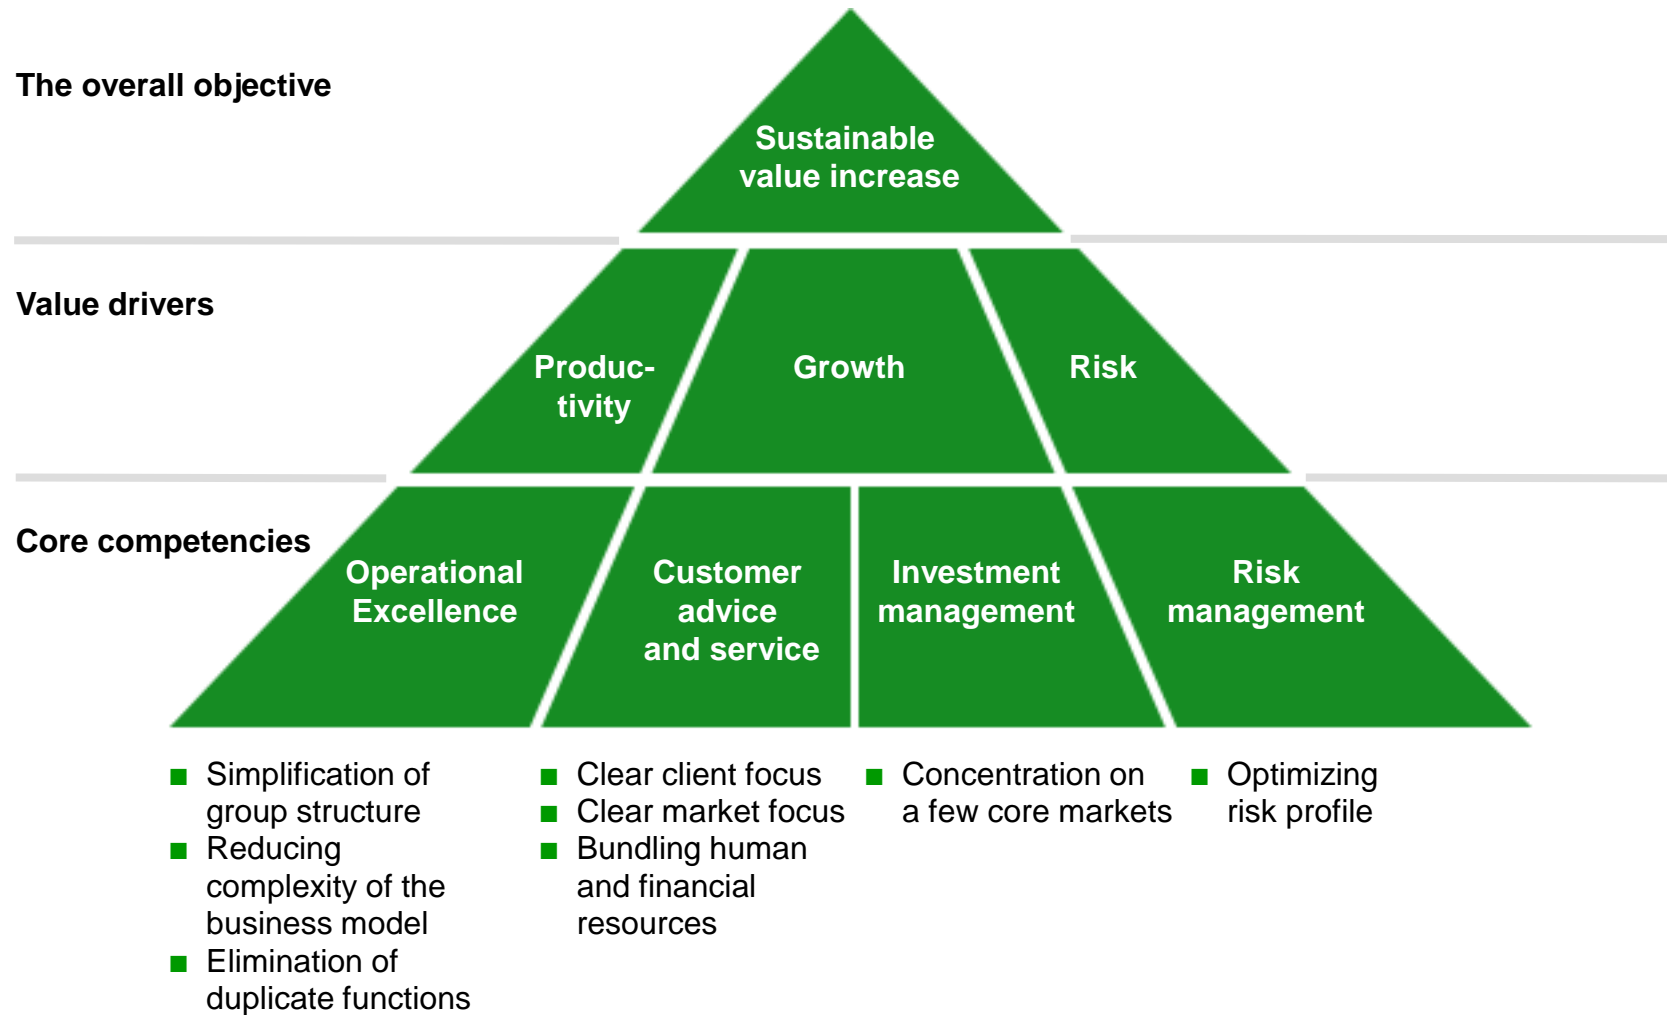 The overall objective
Sustainable
value increase
Value drivers
Produc-
tivity
Growth
Risk
Core competencies
Operational
Excellence
Customer
advice
and service
Investment
management
Risk
management
Simplification of
group structure
Reducing
complexity of the
business model
Elimination of
duplicate functions
Clear client focus
Clear market focus
Bundling human
and financial
resources
Concentration on
a few core markets
Optimizing
risk profile